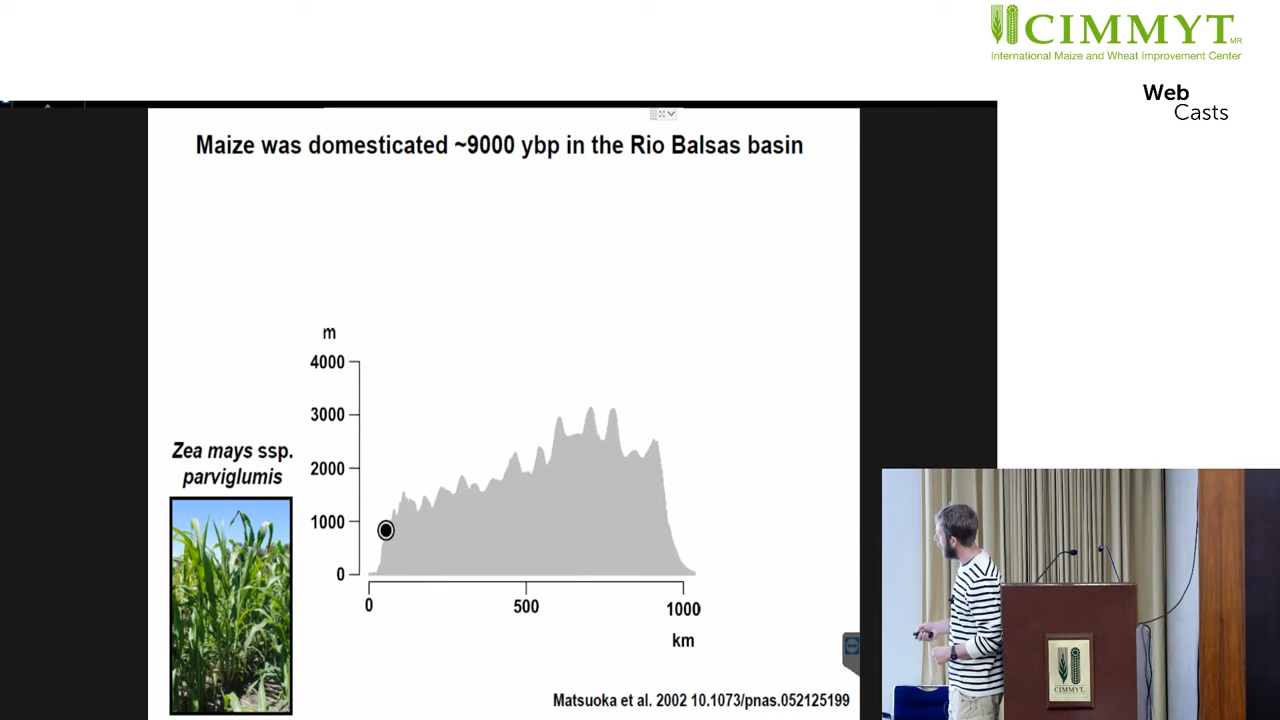 CIMMYT MR
International Maize and Wheat Improvement Center
Web
Casts
Maize was domesticated ~9000 ybp in the Rio Balsas basin
m
4000
3000
2000
1000
0
0
500
1000
km
Zea mays ssp.
parviglumis
Matsuoka et al. 2002 10.1073/pnas.052125199
CIMMYT